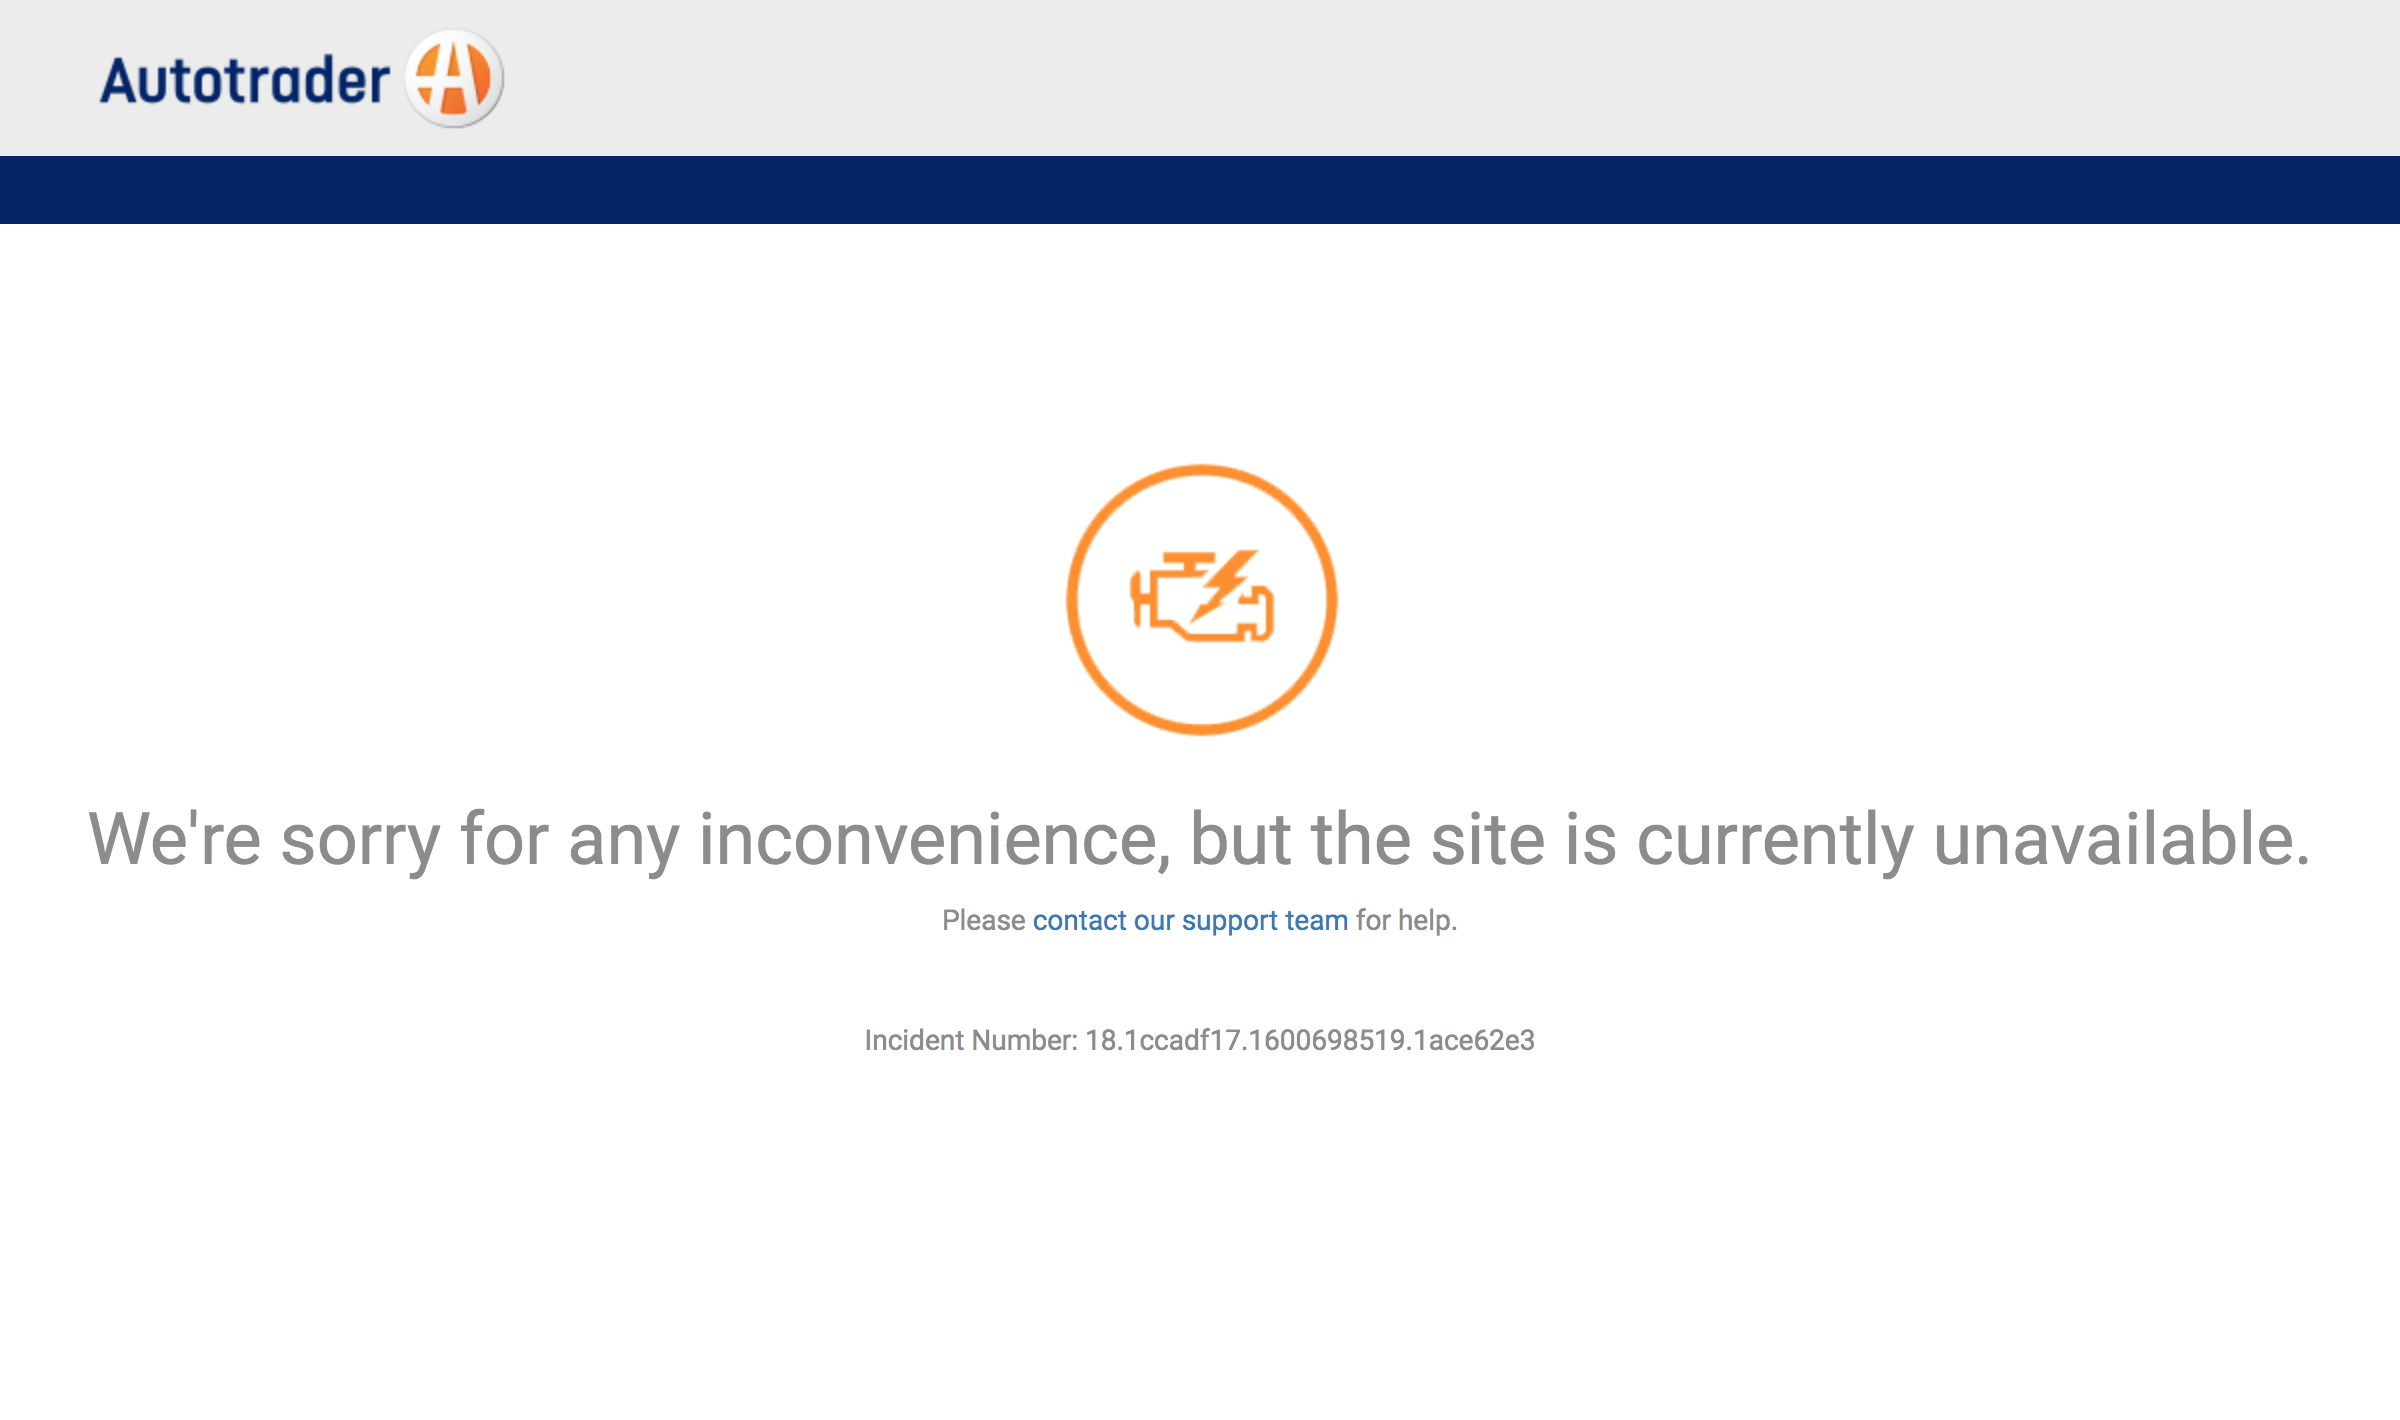 Autotrader
We're sorry for any inconvenience, but the site is currently unavailable.
Please contact our support team for help.
Incident Number: 18.1ccadf17.1600698519.1ace62e3